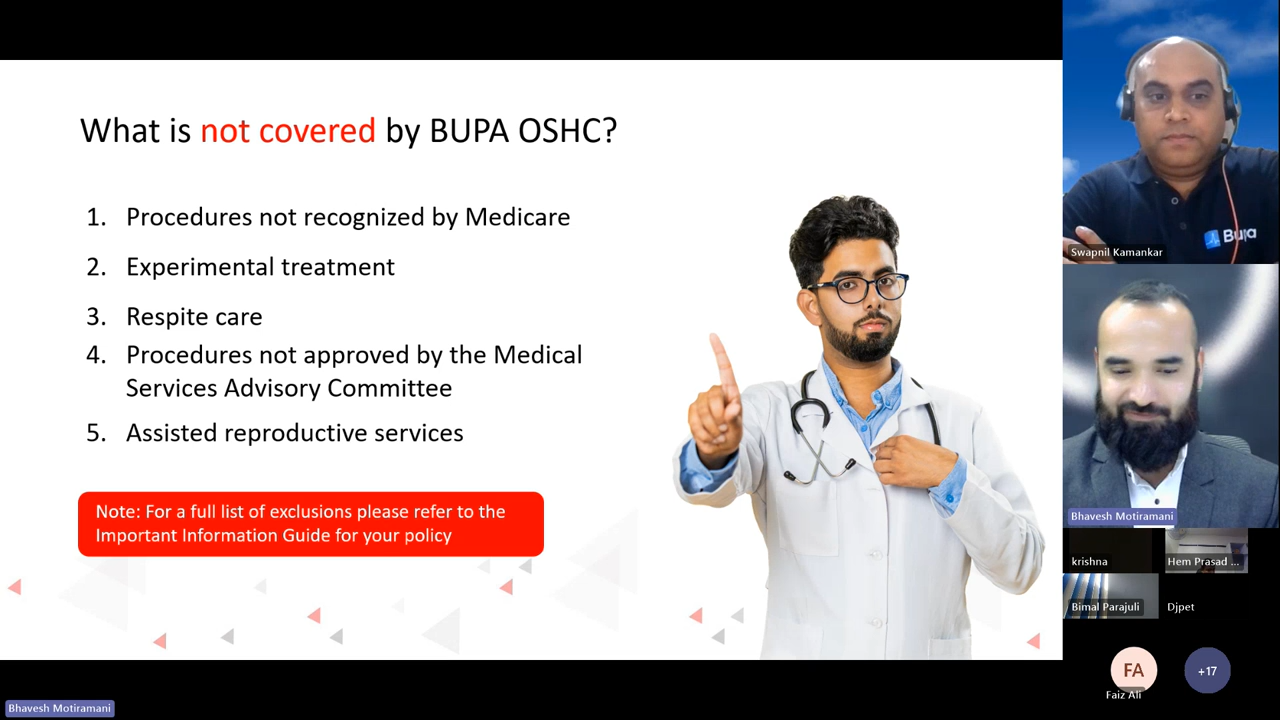 What is not covered by BUPA OSHC?
1. Procedures not recognized by Medicare
2. Experimental treatment
3. Respite care
4. Procedures not approved by the Medical
Services Advisory Committee
5. Assisted reproductive services
Note: For a full list of exclusions please refer to the
Important Information Guide for your policy
Bupa
Swapnil Kamankar
Bhavesh Motiramani
krishna
Hem Prasad ...
Bimal Parajuli
Djpet
FA
Faiz Ali
+17
Bhavesh Motiramani